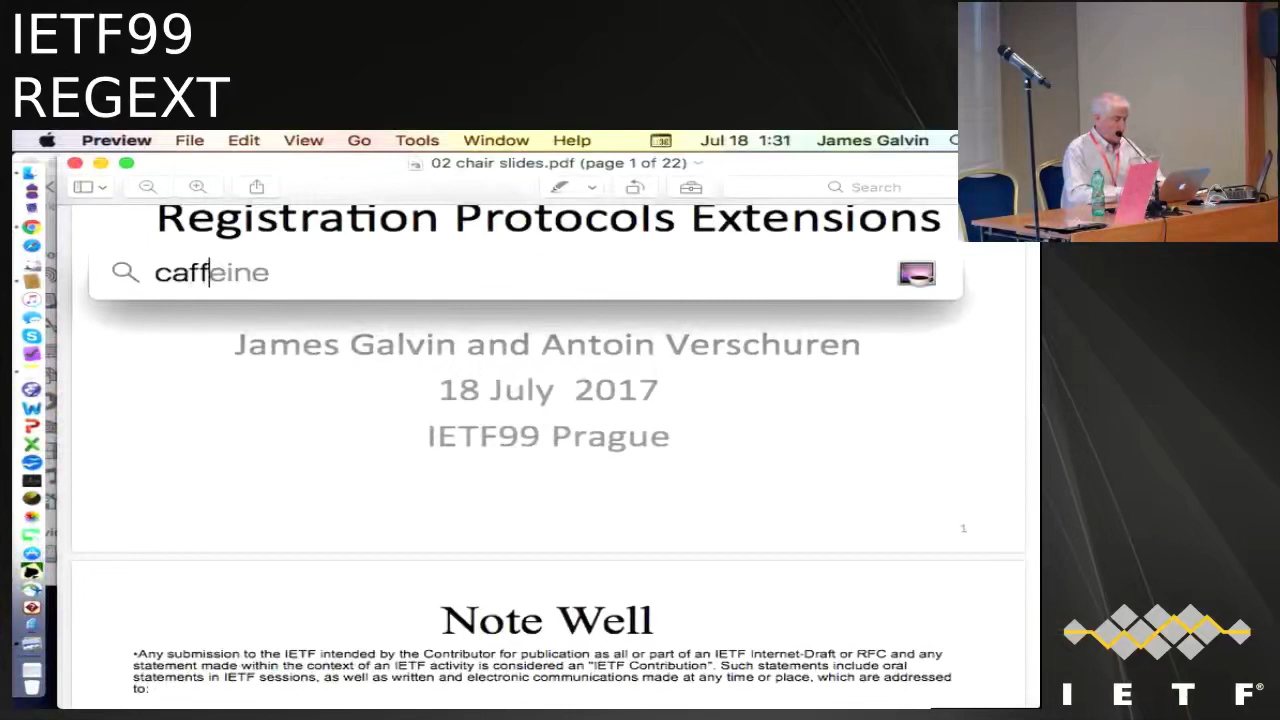 IETF99
REGEXT
Preview File Edit View Go Tools Window Help Jul 18 1:31 James Galvin
02 chair slides.pdf (page 1 of 22)
Search
Registration Protocols Extensions
caffeine
James Galvin and Antoin Verschuren
18 July 2017
IETF99 Prague
1
Note Well
•Any submission to the IETF intended by the Contributor for publication as all or part of an IETF Internet-Draft or RFC and any
statement made within the context of an IETF activity is considered an "IETF Contribution". Such statements include oral
statements in IETF sessions, as well as written and electronic communications made at any time or place, which are addressed
to:
I E T F®